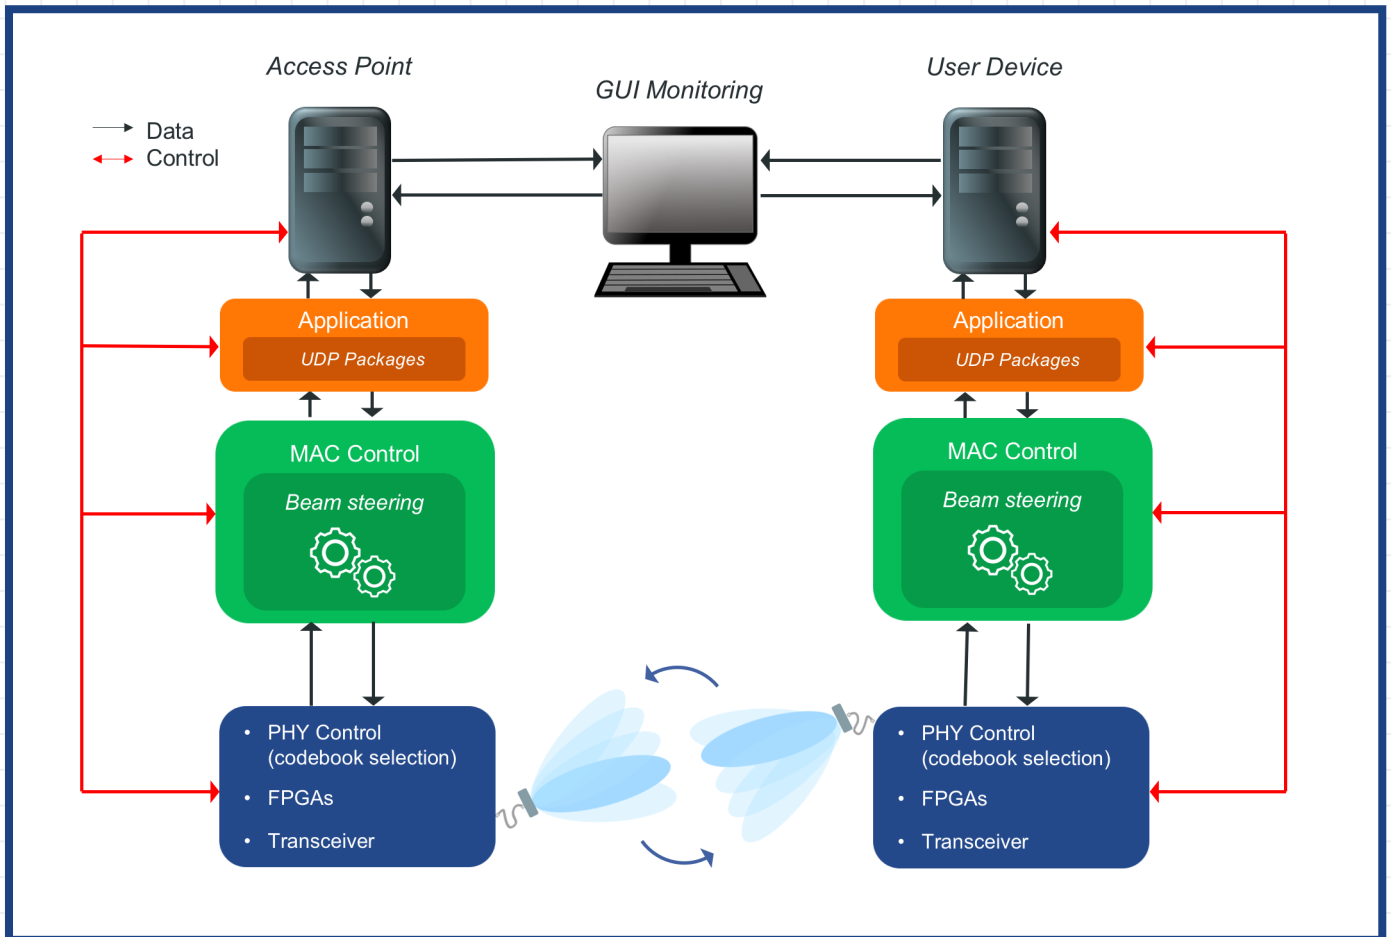 Access Point
GUI Monitoring
User Device
Data
Control
Application
UDP Packages
MAC Control
Beam steering
• PHY Control
(codebook selection)
• FPGAs
• Transceiver
Application
UDP Packages
MAC Control
Beam steering
• PHY Control
(codebook selection)
• FPGAs
• Transceiver